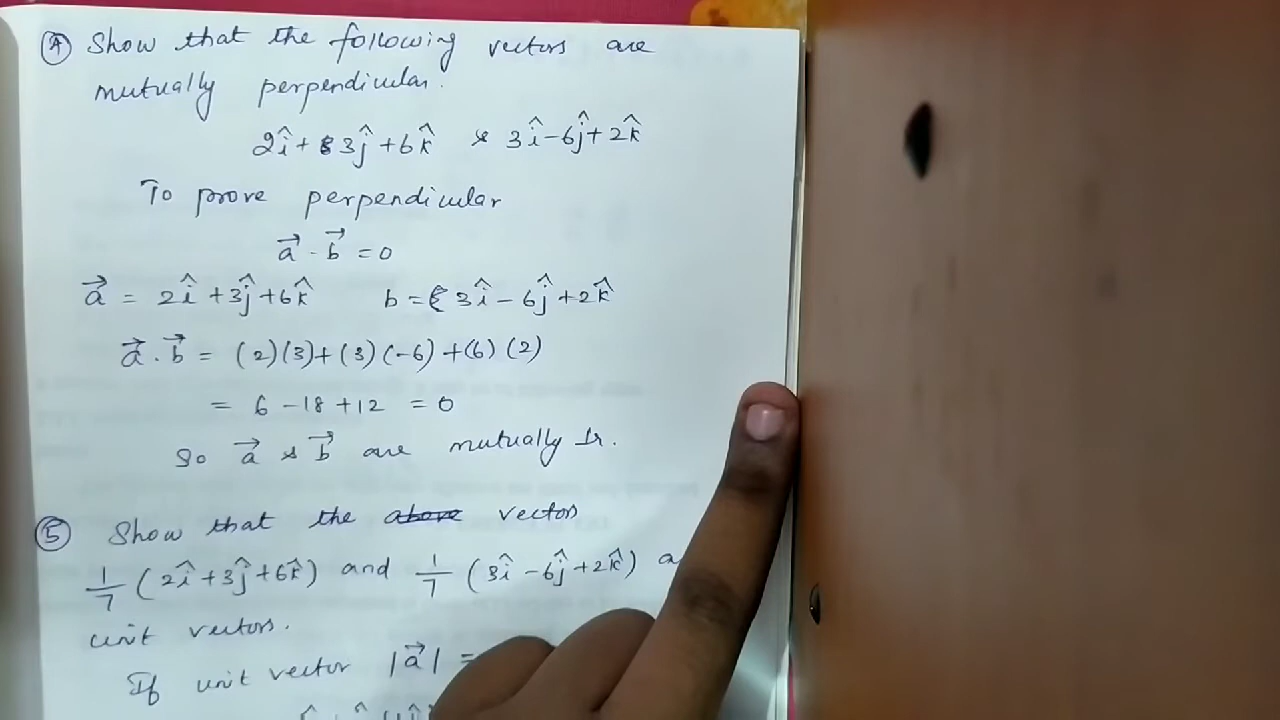 ④ Show that the following vectors are
mutually perpendicular.
2î + 3ĵ + 6k̂ & 3î - 6ĵ + 2k̂
To prove perpendicular
a⃗ . b⃗ = 0
a⃗ = 2î + 3ĵ + 6k̂ b = 3î - 6ĵ + 2k̂
a⃗ . b⃗ = (2)(3) + (3)(-6) + (6)(2)
= 6 - 18 + 12 = 0
So a⃗ & b⃗ are mutually ⊥r.
⑤ Show that the above vectors
1/7 (2î + 3ĵ + 6k̂) and 1/7 (3î - 6ĵ + 2k̂)
unit vectors.
If unit vector |a⃗| =